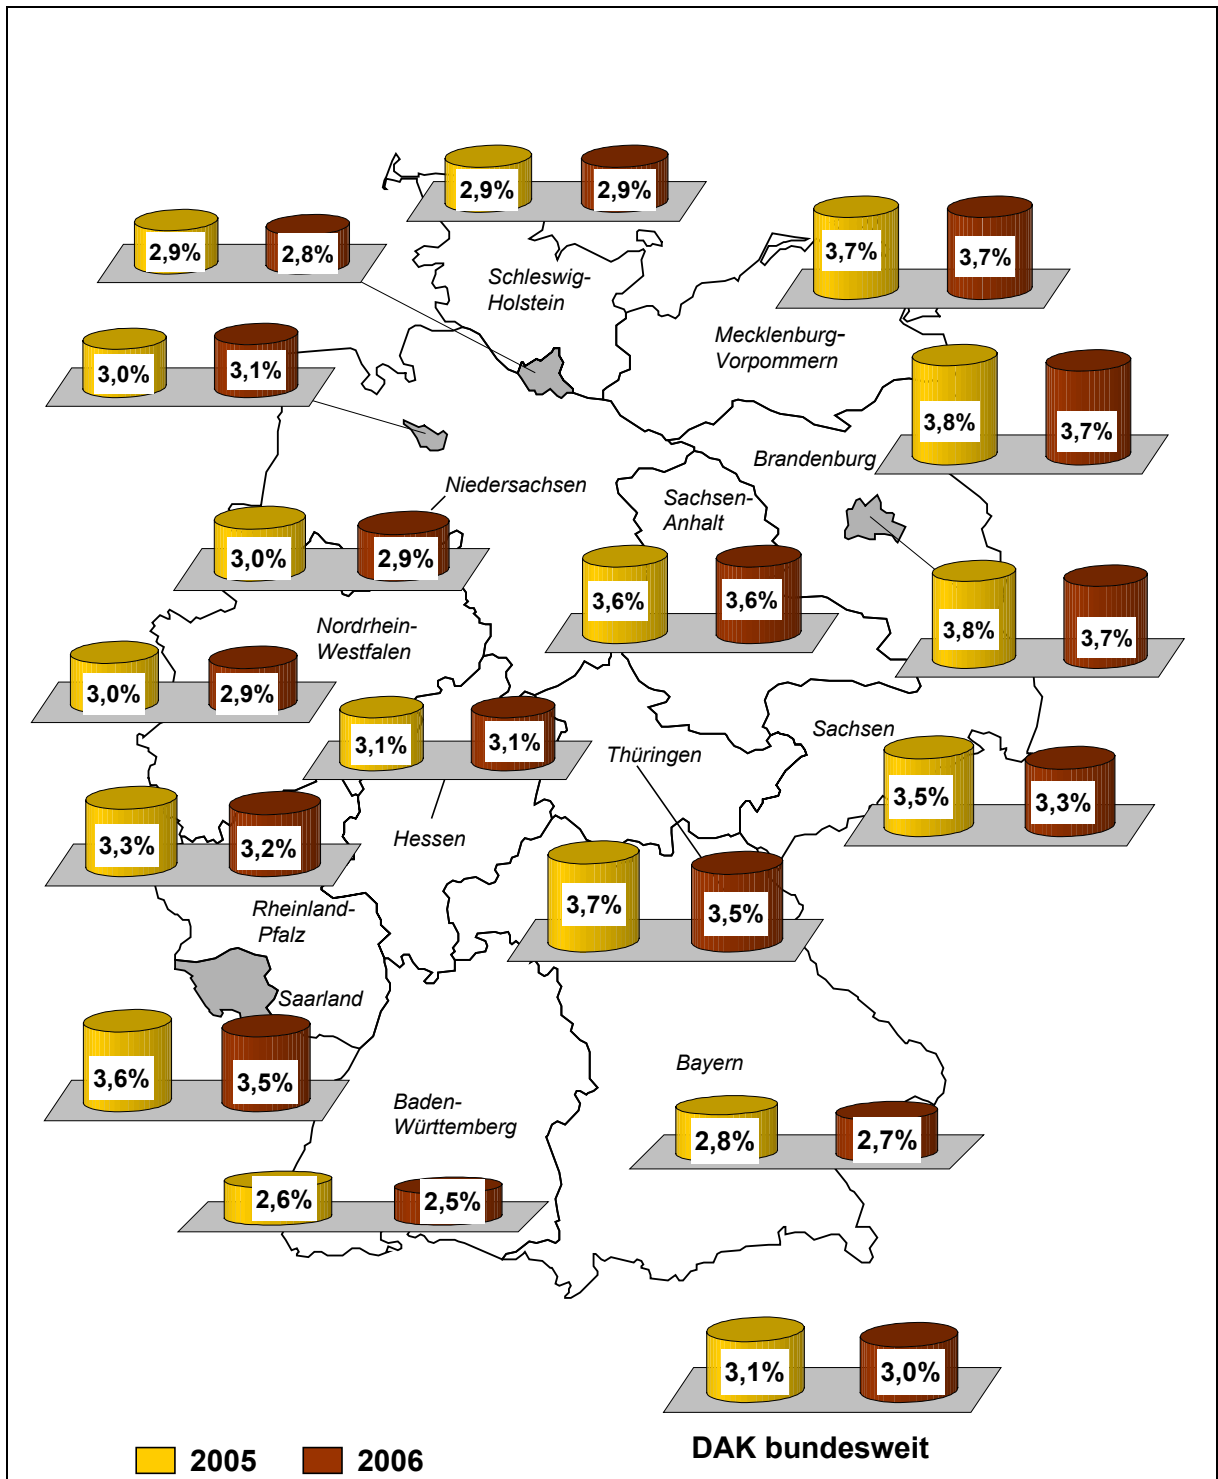 2,9%
2,9%
2,9%
2,8%
Schleswig-
Holstein
3,7%
3,7%
Mecklenburg-
Vorpommern
3,0%
3,1%
3,8%
3,7%
Brandenburg
Niedersachsen
Sachsen-
Anhalt
3,0%
2,9%
3,6%
3,6%
3,8%
3,7%
Nordrhein-
Westfalen
3,0%
2,9%
3,1%
3,1%
Thüringen
Sachsen
3,5%
3,3%
3,3%
3,2%
Hessen
3,7%
3,5%
Rheinland-
Pfalz
Saarland
3,6%
3,5%
Bayern
Baden-
Württemberg
2,8%
2,7%
2,6%
2,5%
3,1%
3,0%
DAK bundesweit
2005
2006